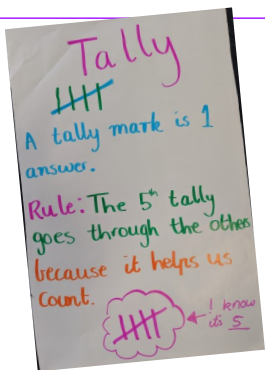 Tally
A tally mark is 1
answer.
Rule: The 5th tally
goes through the others
because it helps us
count.
I know
it's 5